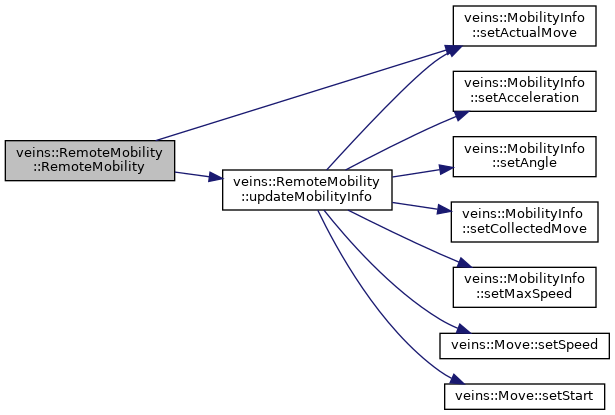 veins::RemoteMobility
::RemoteMobility
veins::RemoteMobility
::updateMobilityInfo
veins::MobilityInfo
::setActualMove
veins::MobilityInfo
::setAcceleration
veins::MobilityInfo
::setAngle
veins::MobilityInfo
::setCollectedMove
veins::MobilityInfo
::setMaxSpeed
veins::Move::setSpeed
veins::Move::setStart